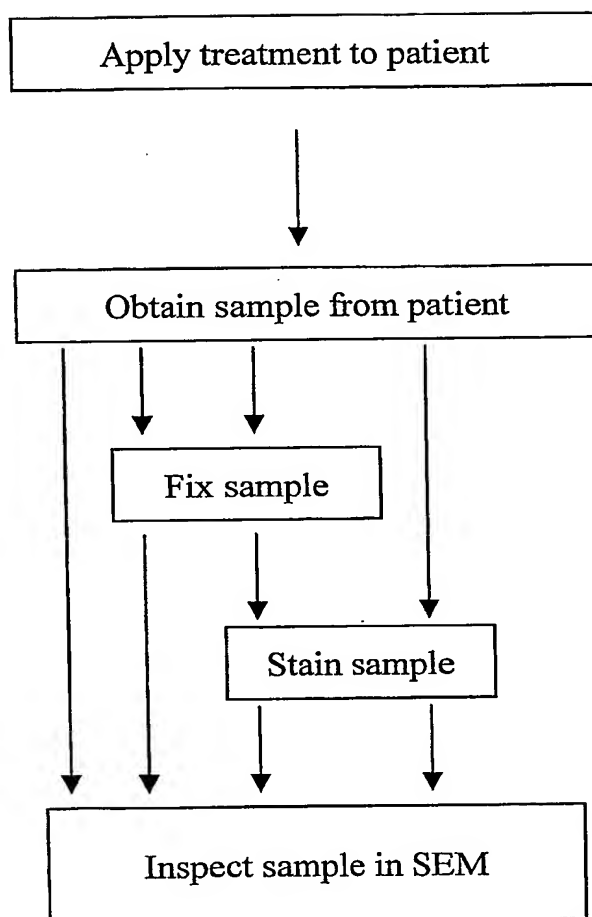 Apply treatment to patient
Obtain sample from patient
Fix sample
Stain sample
Inspect sample in SEM